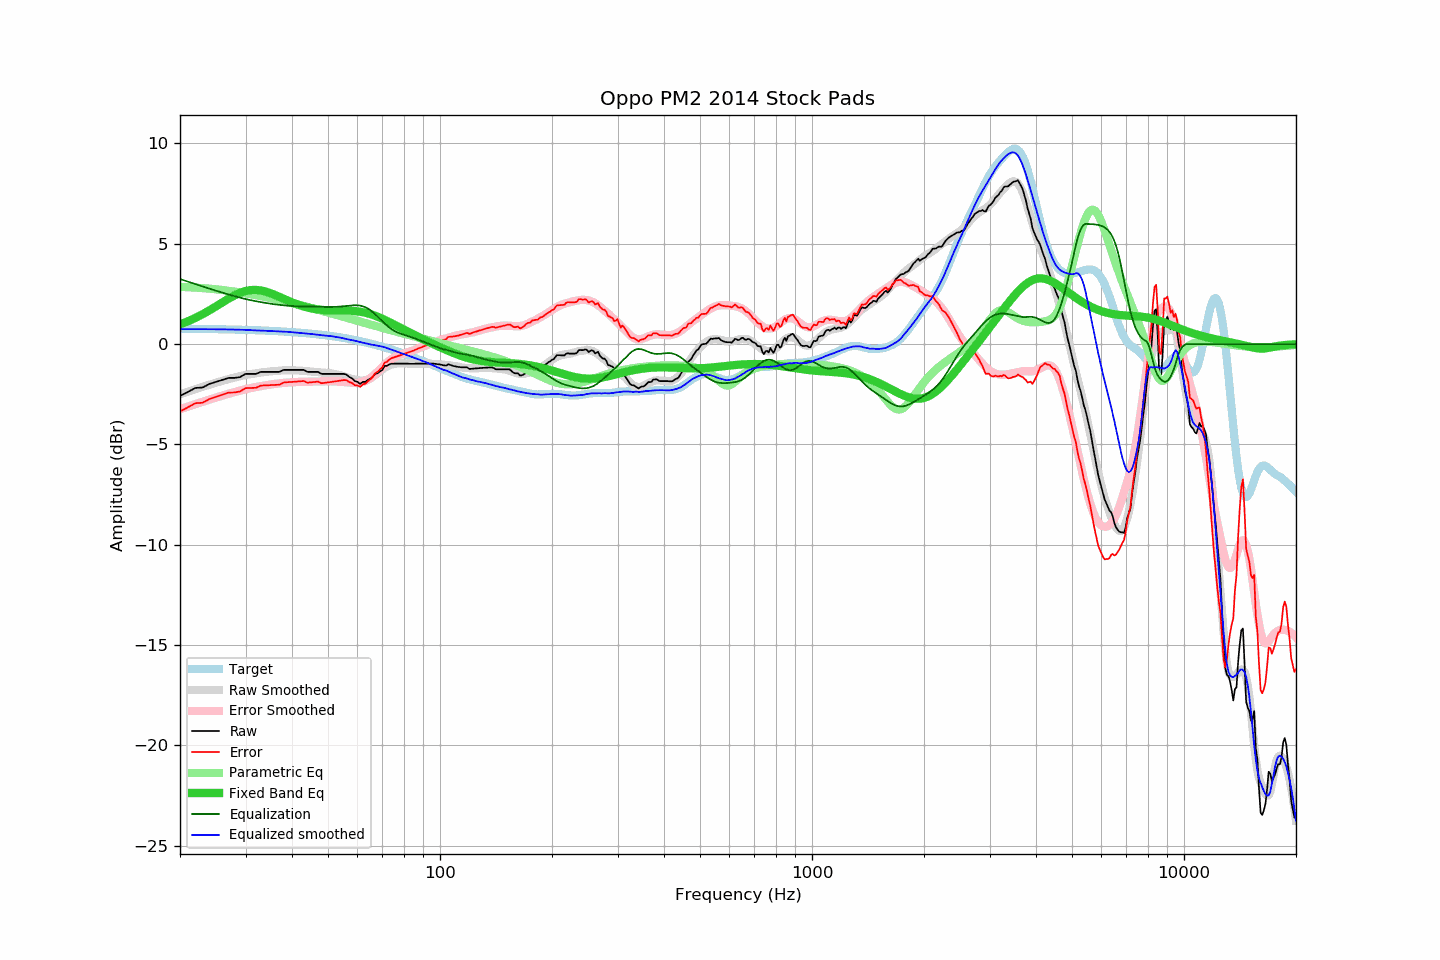 Oppo PM2 2014 Stock Pads
10
5
0
−5
−10
−15
−20
−25
Amplitude (dBr)
Target
Raw Smoothed
Error Smoothed
Raw
Error
Parametric Eq
Fixed Band Eq
Equalization
Equalized smoothed
100
1000
10000
Frequency (Hz)